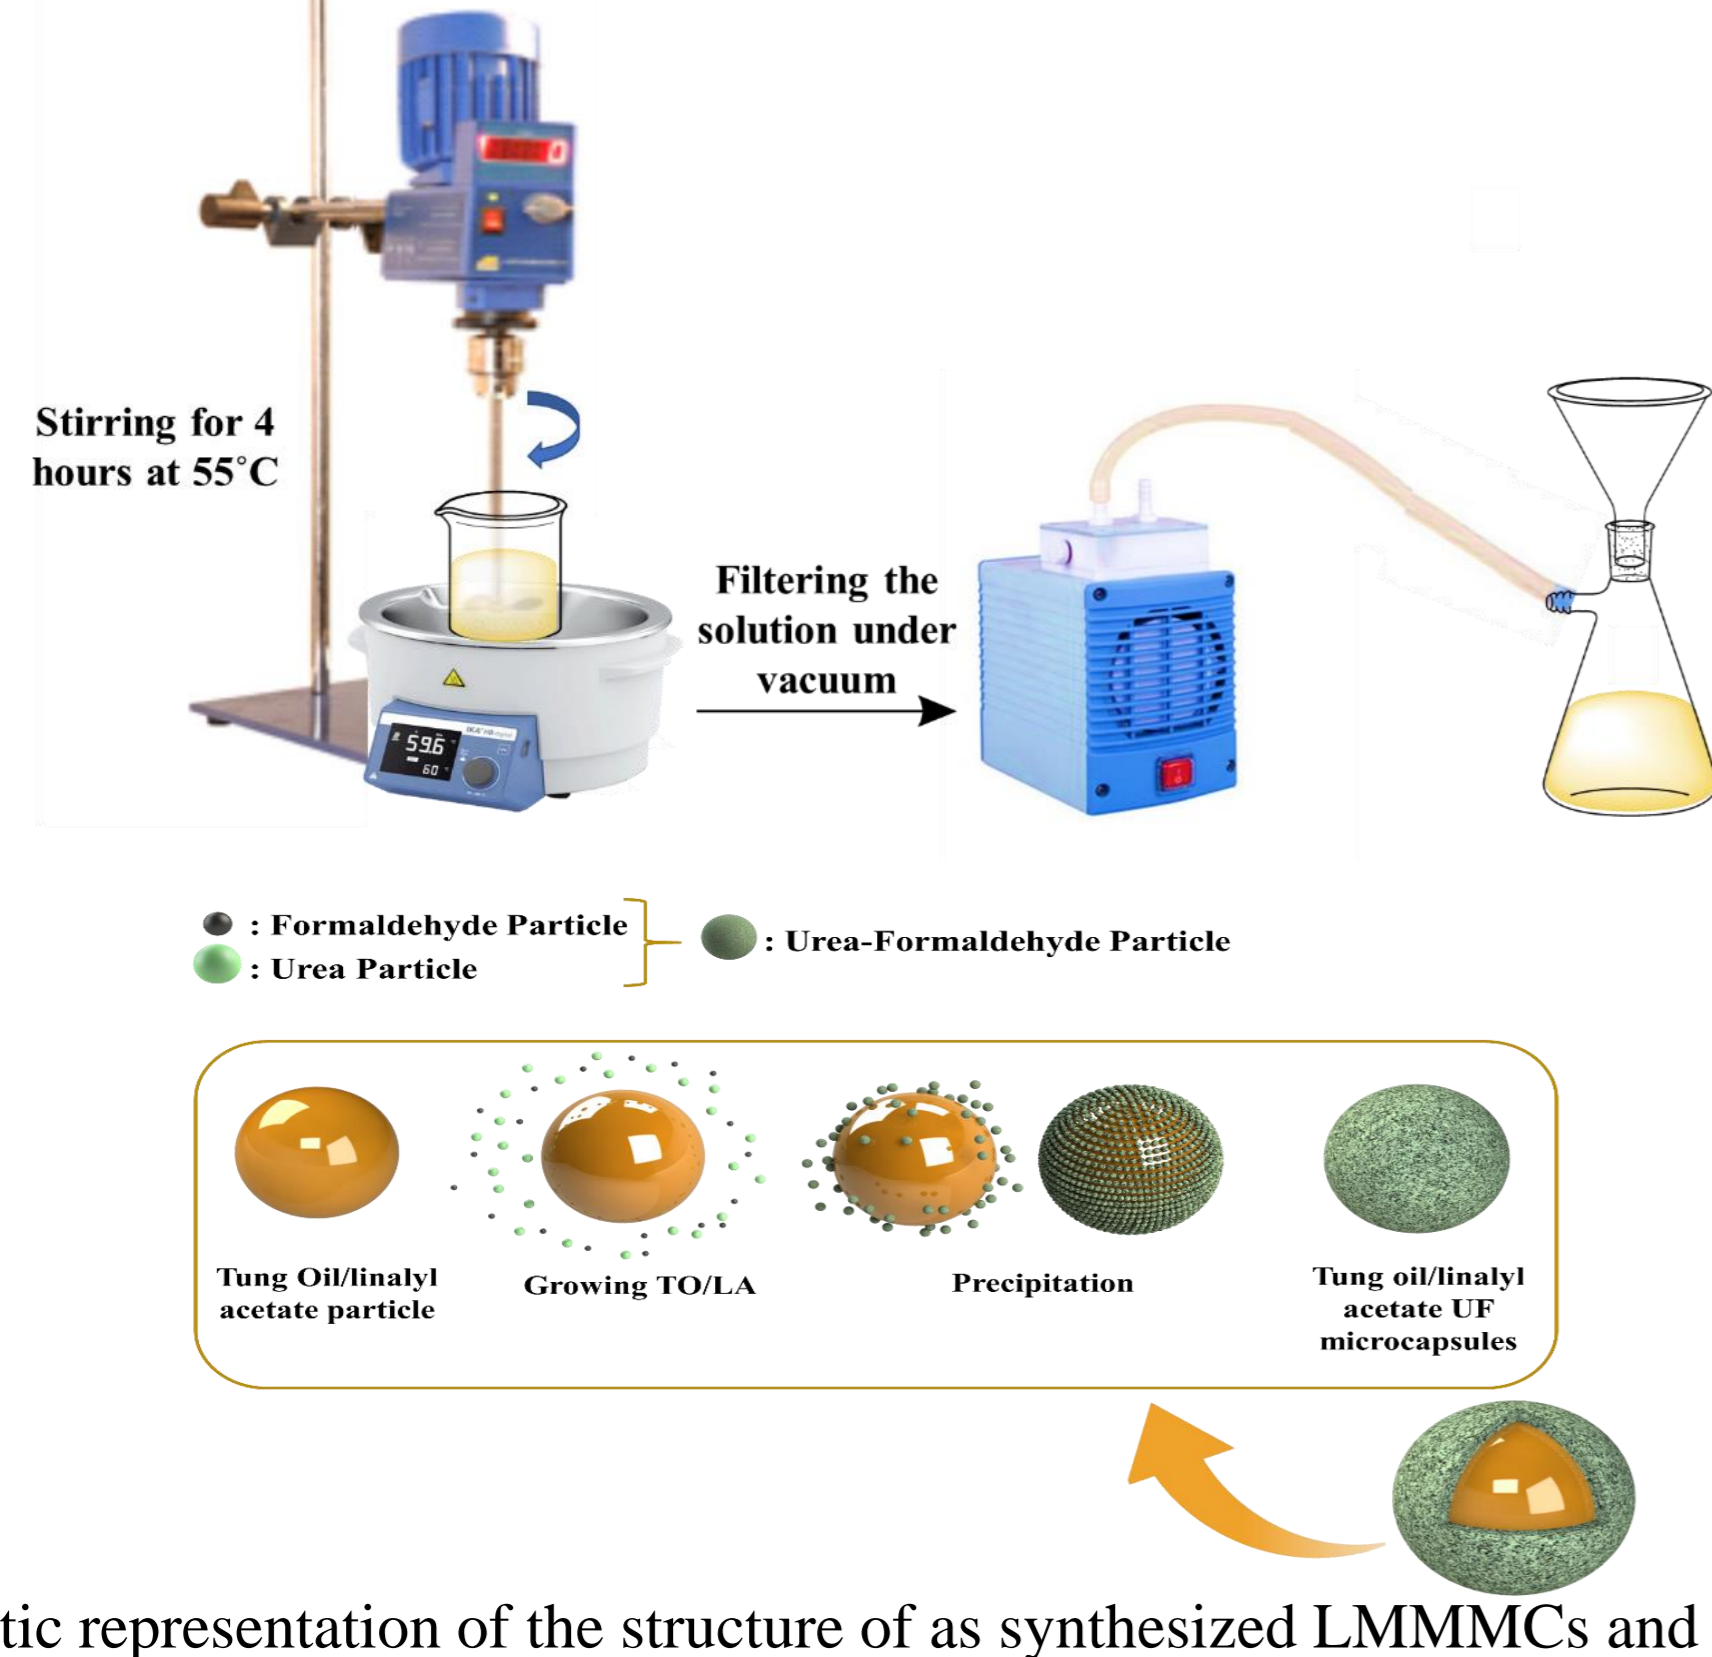 Stirring for 4
hours at 55°C
Filtering the
solution under
vacuum
59.6
60
: Formaldehyde Particle
: Urea Particle
: Urea-Formaldehyde Particle
Tung Oil/linalyl
acetate particle
Growing TO/LA
Precipitation
Tung oil/linalyl
acetate UF
microcapsules
tic representation of the structure of as synthesized LMMMCs and